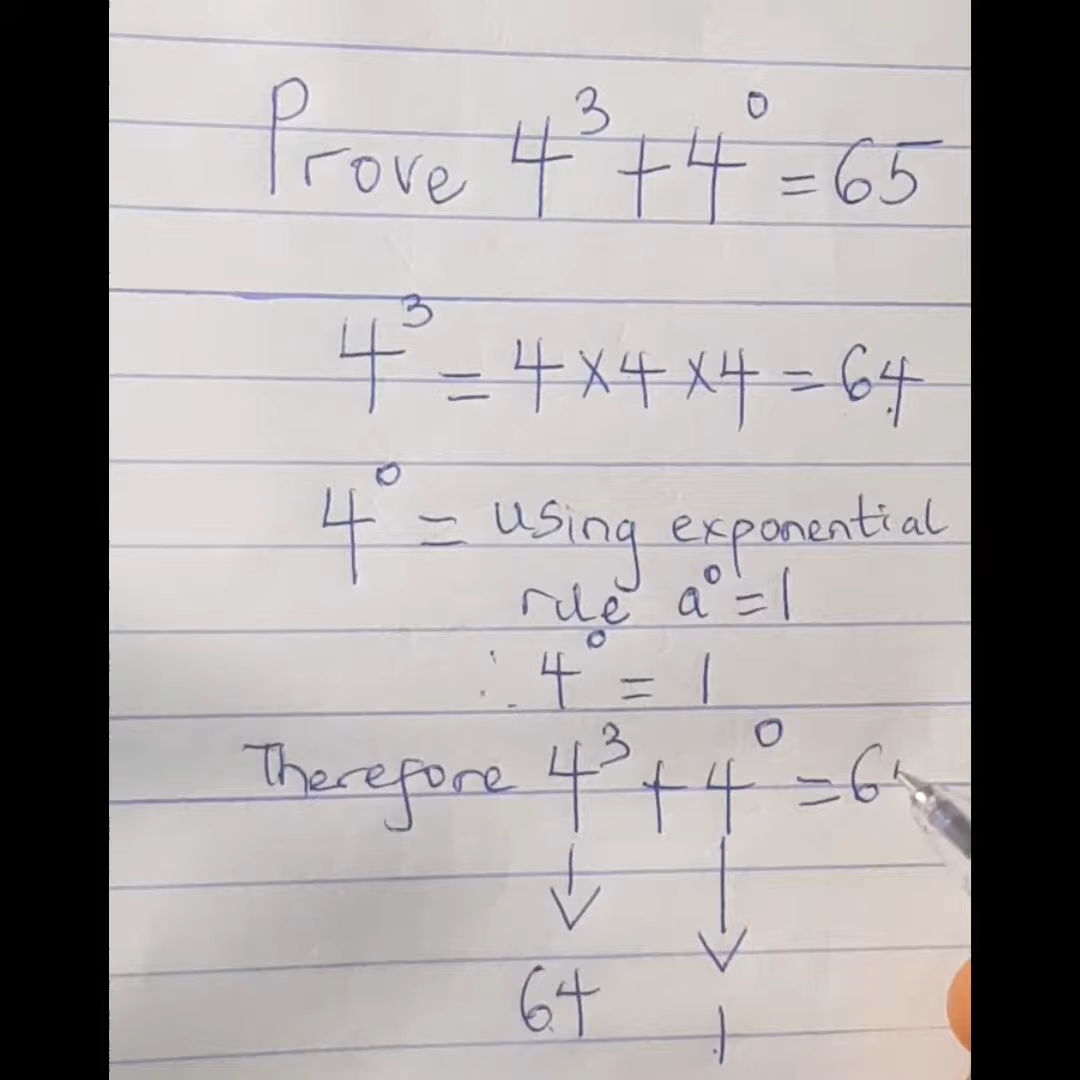 Prove 4³ + 4⁰ = 65
4³ = 4 × 4 × 4 = 64
4⁰ = using exponential
rule a⁰ = 1
∴ 4⁰ = 1
Therefore 4³ + 4⁰ = 6
64 1